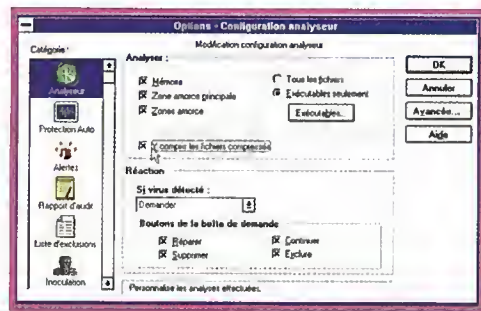 Options - Configuration analyseur
Modification configuration analyseur
Catégorie :
Analyseur
Protection Auto
Alertes
Rapport d'audit
Liste d'exclusions
Inoculation
Analyser :
Mémoire
Zone amorce principale
Zones amorce
Tous les fichiers
Exécutables seulement
Exécutables...
Y compris les fichiers compressés
Réaction
Si virus détecté :
Demander
Boutons de la boîte de demande
Réparer
Supprimer
Continuer
Exclure
Personnalise les analyses effectuées.
OK
Annuler
Avancée...
Aide